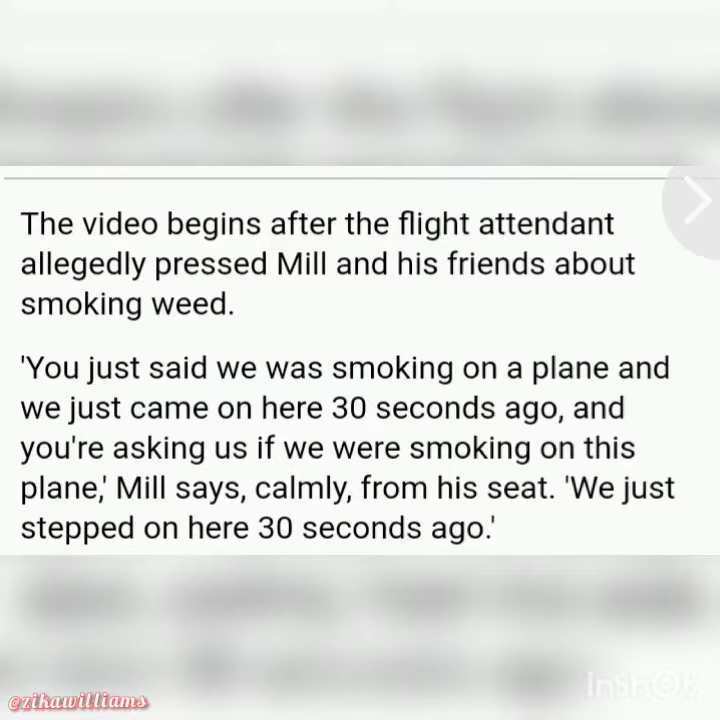 The video begins after the flight attendant
allegedly pressed Mill and his friends about
smoking weed.
'You just said we was smoking on a plane and
we just came on here 30 seconds ago, and
you're asking us if we were smoking on this
plane,' Mill says, calmly, from his seat. 'We just
stepped on here 30 seconds ago.'
InShOt
@zikawilliams